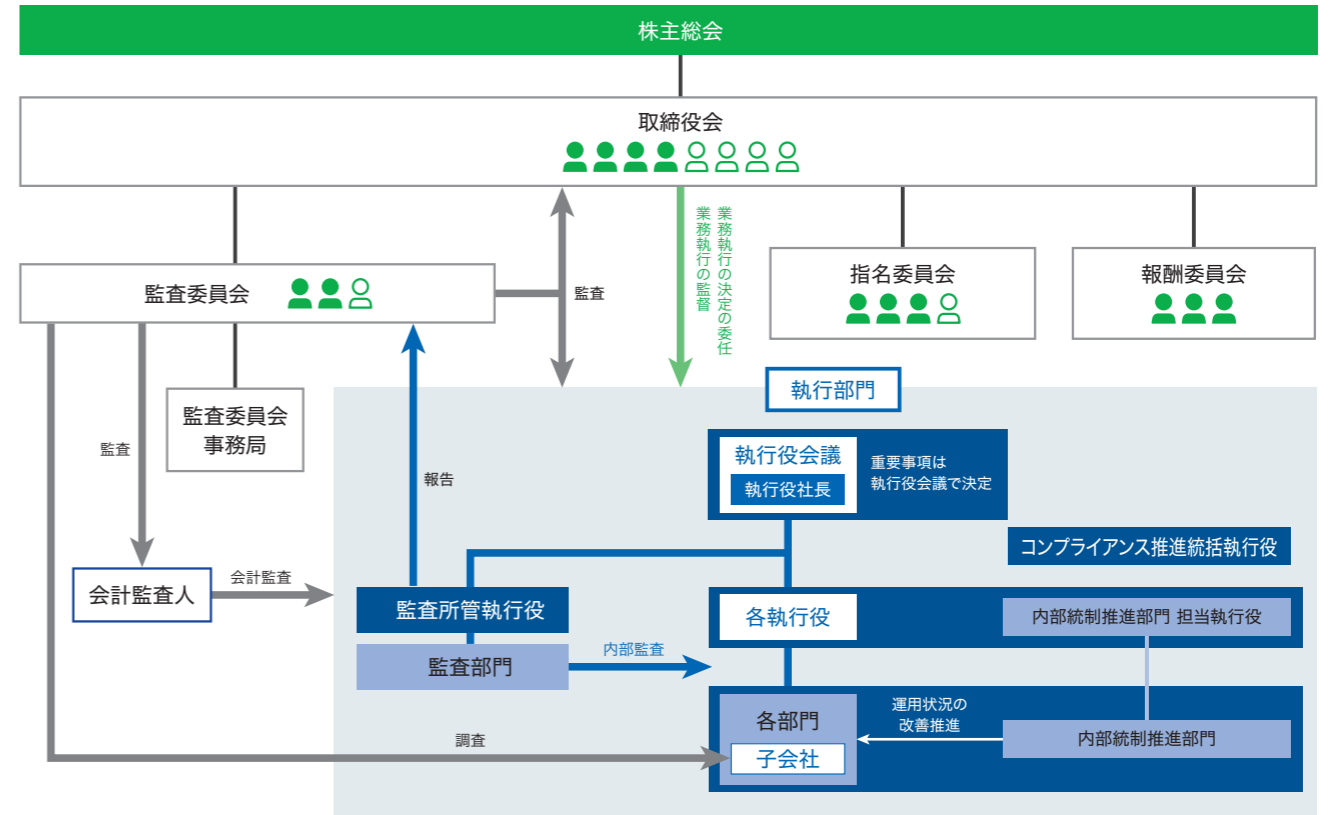 株主総会
取締役会
業務執行の決定の委任
業務執行の監督
監査委員会
監査
指名委員会
報酬委員会
監査委員会
事務局
監査
報告
執行部門
執行役会議
執行役社長
重要事項は
執行役会議で決定
コンプライアンス推進統括執行役
会計監査人
会計監査
監査所管執行役
各執行役
内部統制推進部門 担当執行役
監査部門
内部監査
各部門
子会社
運用状況の
改善推進
内部統制推進部門
調査